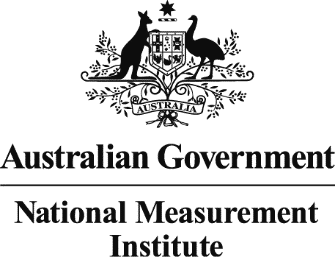 AUSTRALIA
Australian Government
National Measurement
Institute